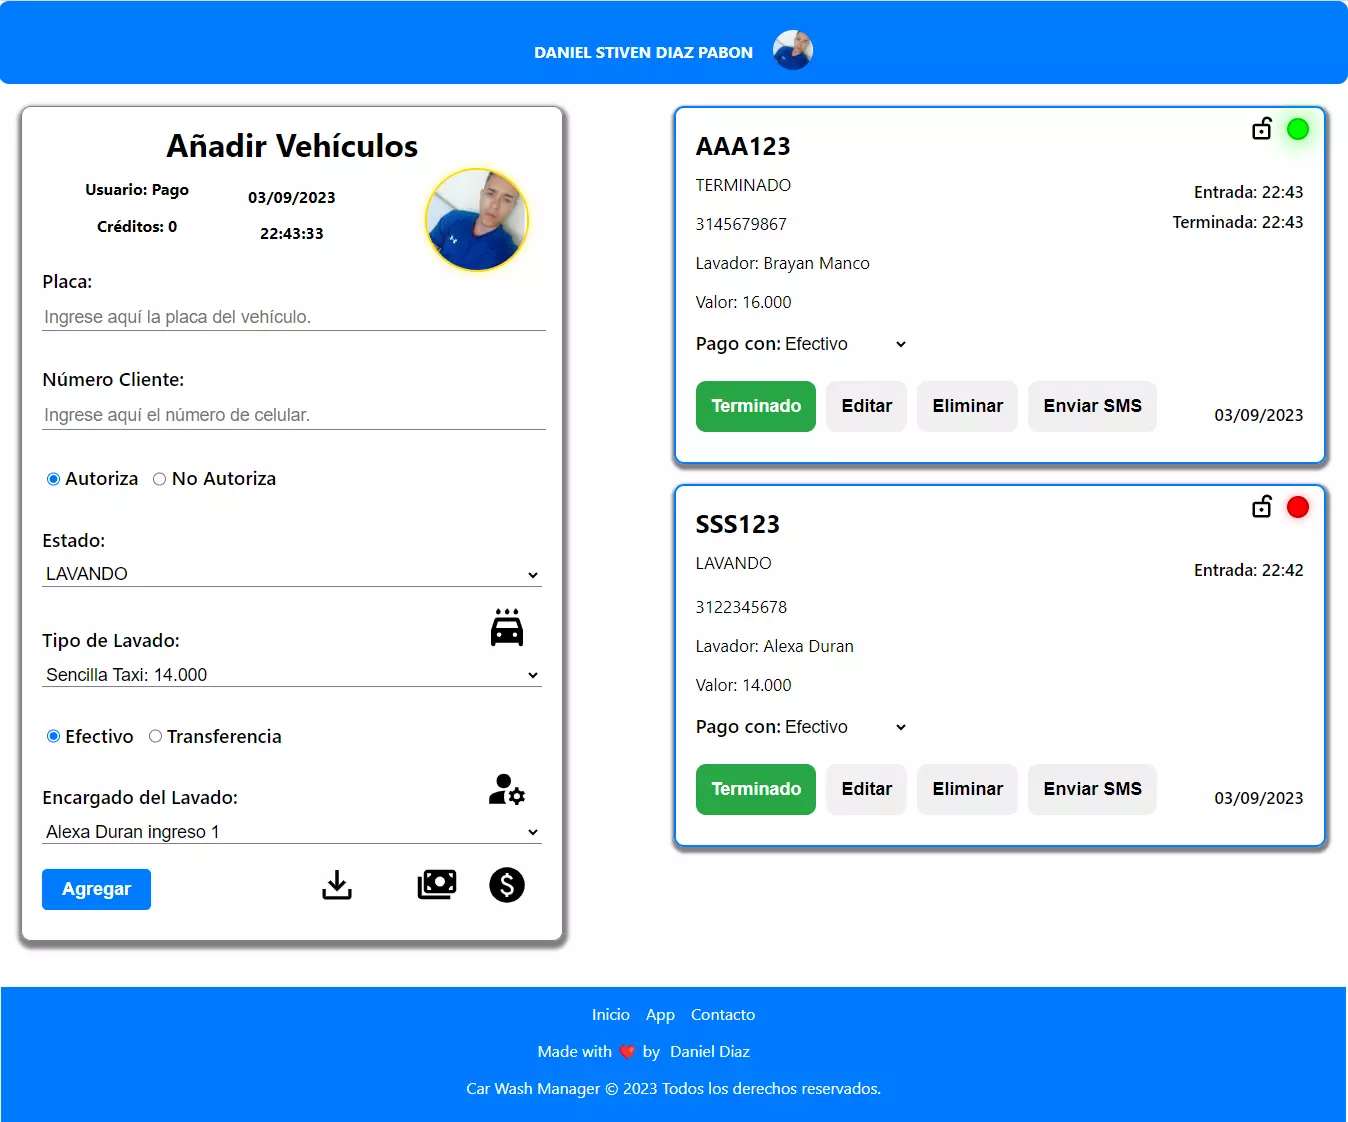 DANIEL STIVEN DIAZ PABON
Añadir Vehículos
Usuario: Pago
03/09/2023
Créditos: 0
22:43:33
Placa:
Ingrese aquí la placa del vehículo.
Número Cliente:
Ingrese aquí el número de celular.
Autoriza No Autoriza
Estado:
LAVANDO
Tipo de Lavado:
Sencilla Taxi: 14.000
Efectivo Transferencia
Encargado del Lavado:
Alexa Duran ingreso 1
Agregar
AAA123
TERMINADO
Entrada: 22:43
Terminada: 22:43
3145679867
Lavador: Brayan Manco
Valor: 16.000
Pago con: Efectivo
Terminado Editar Eliminar Enviar SMS
03/09/2023
SSS123
LAVANDO
Entrada: 22:42
3122345678
Lavador: Alexa Duran
Valor: 14.000
Pago con: Efectivo
Terminado Editar Eliminar Enviar SMS
03/09/2023
Inicio App Contacto
Made with ❤️ by Daniel Diaz
Car Wash Manager © 2023 Todos los derechos reservados.